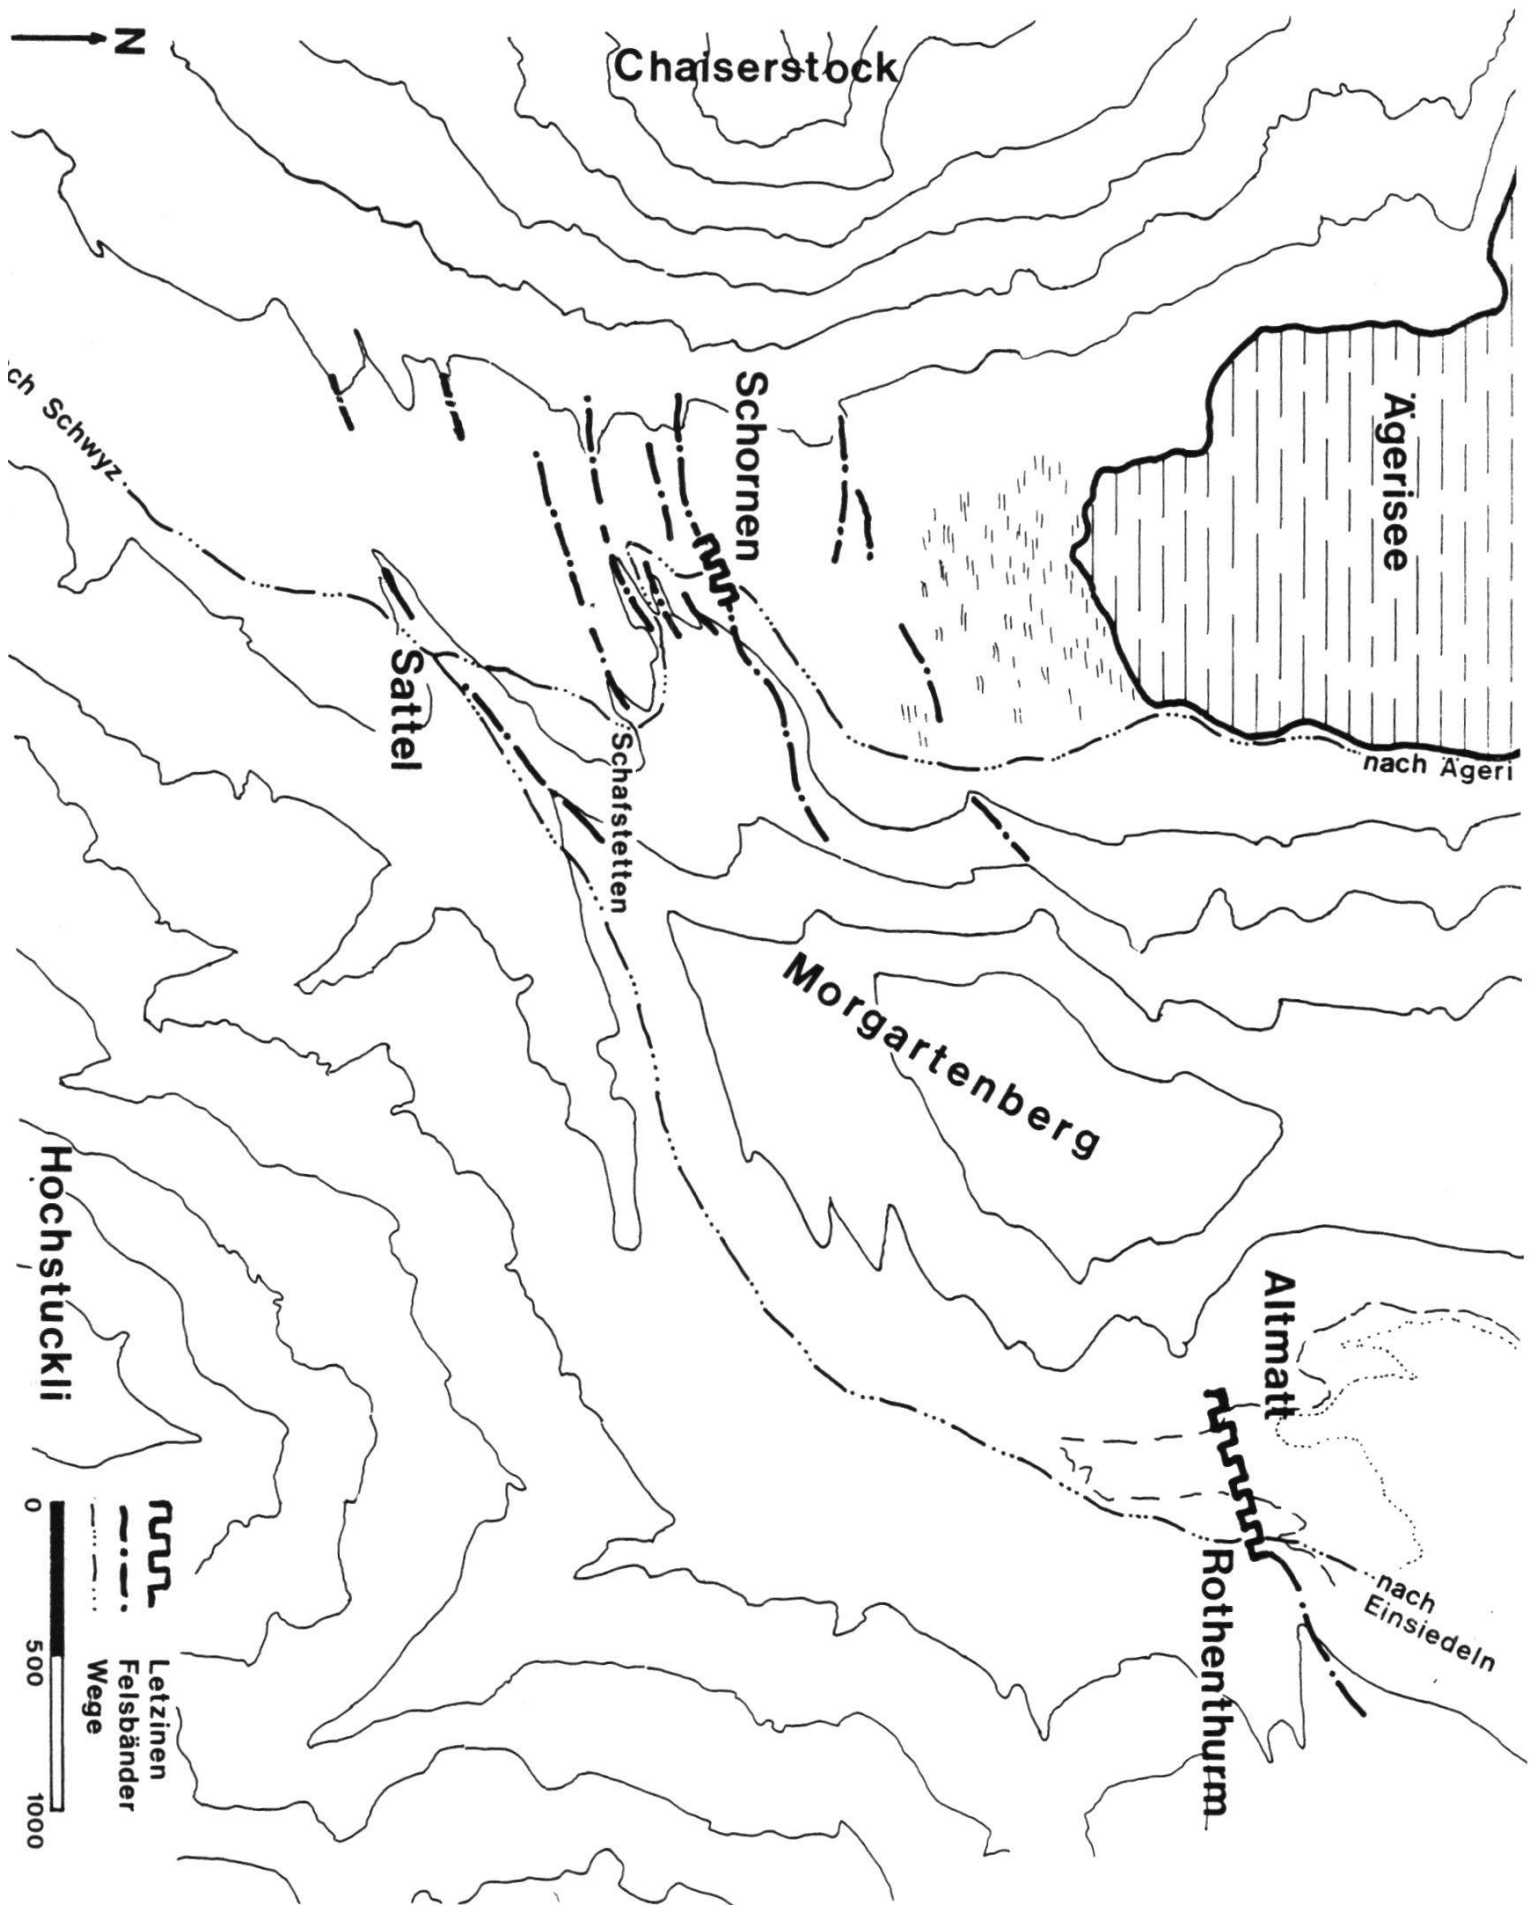 N
Chaiserstock
Ägerisee
Schornen
ch Schwyz
Sattel
Schafstetten
nach Ägeri
Morgartenberg
Hochstuckli
Altmatt
Rothenthurm
nach
Einsiedeln
Letzinen
Felsbänder
Wege
0 500 1000